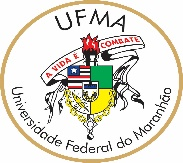 UFMA
A VIDA É COMBATE
Universidade Federal do Maranhão